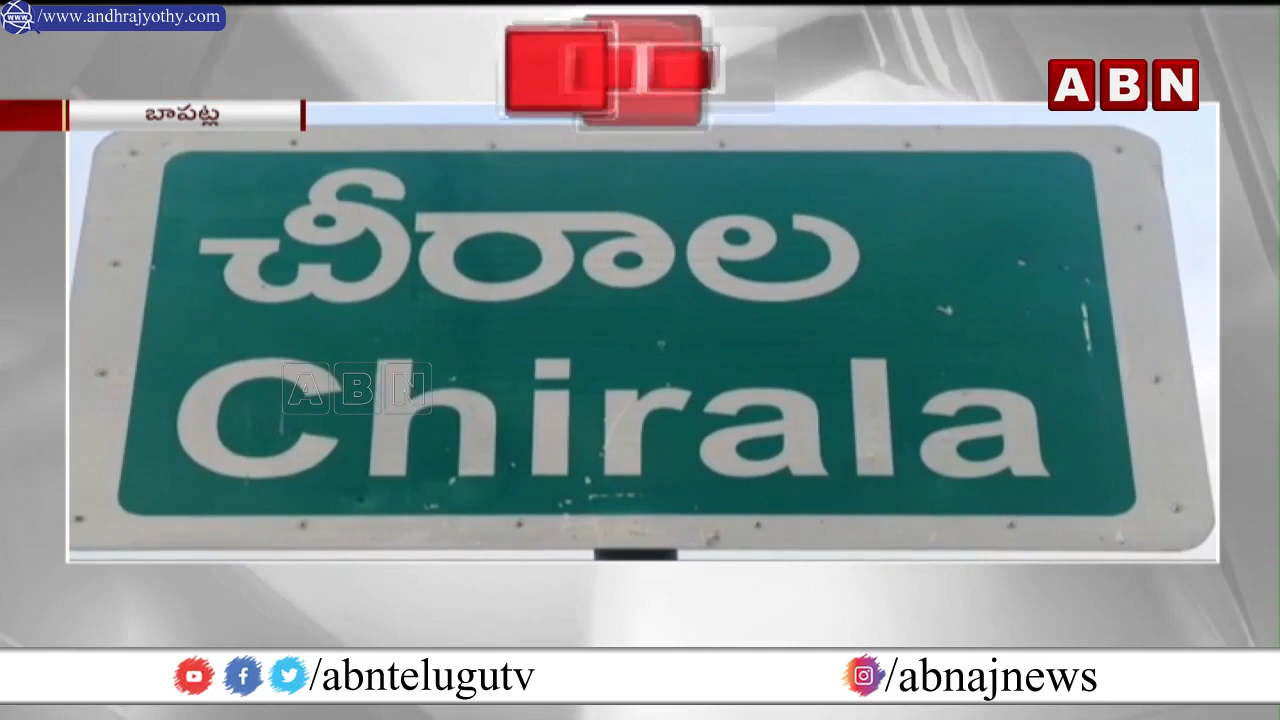 /www.andhrajyothy.com
ABN
బాపట్ల
చీరాల
Chirala
ABN
/abntelugutv
/abnajnews